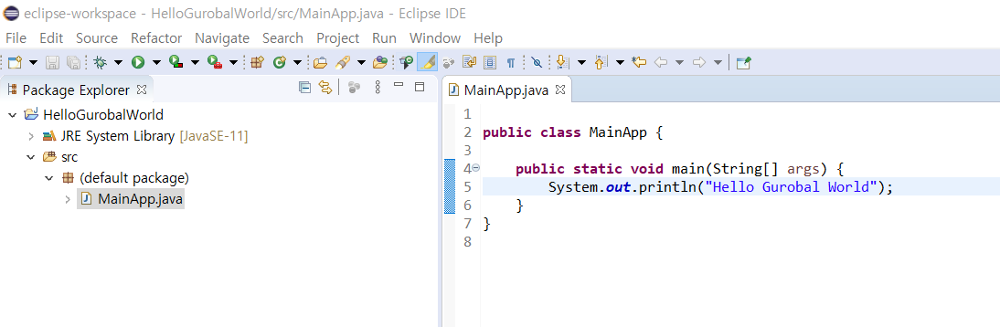 eclipse-workspace - HelloGurobalWorld/src/MainApp.java - Eclipse IDE
File Edit Source Refactor Navigate Search Project Run Window Help
Package Explorer
HelloGurobalWorld
JRE System Library [JavaSE-11]
src
(default package)
MainApp.java
MainApp.java
1
2 public class MainApp {
3
4 public static void main(String[] args) {
5 System.out.println("Hello Gurobal World");
6 }
7 }
8